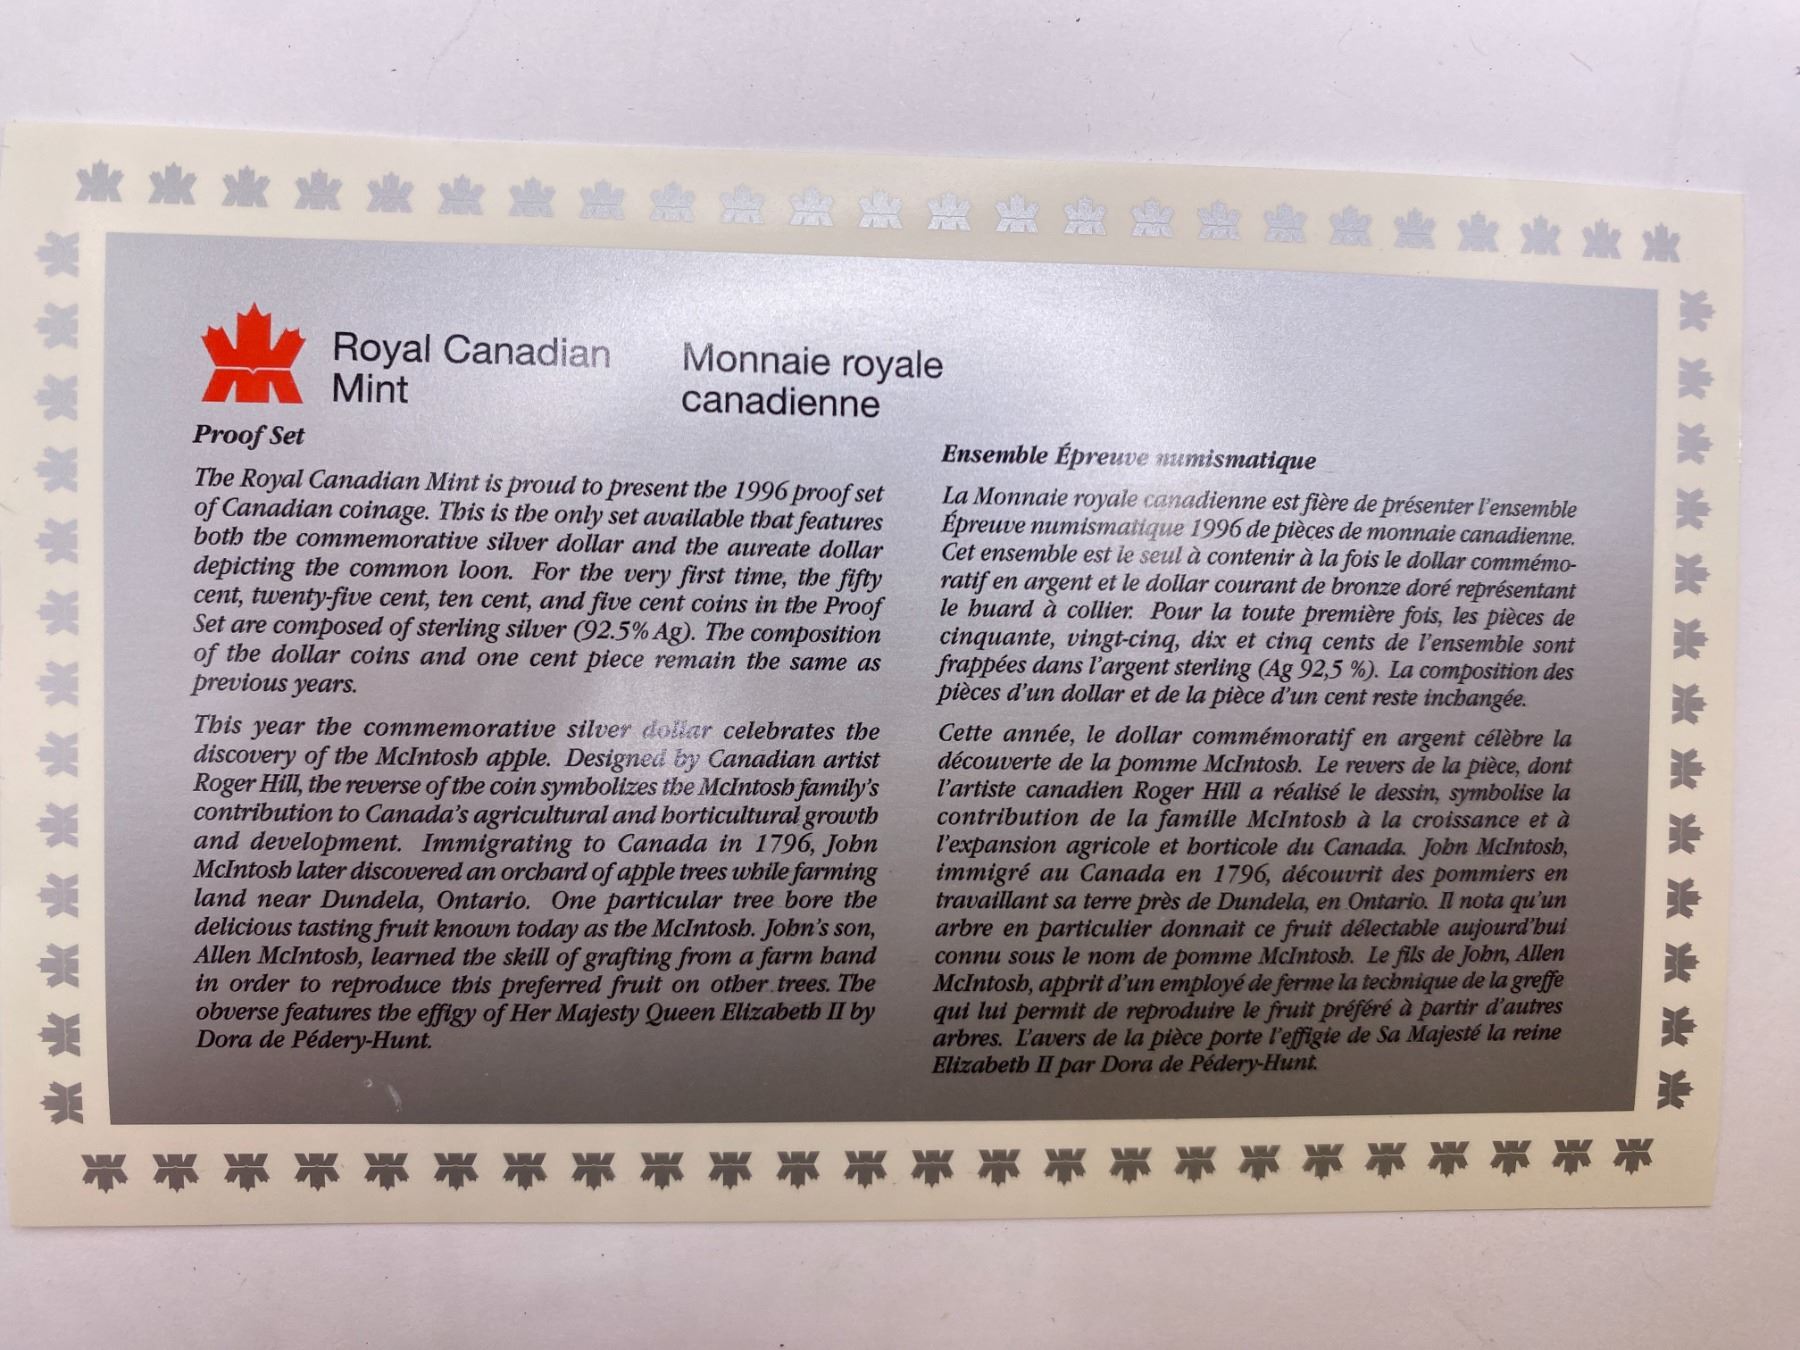 Royal Canadian
Mint
Monnaie royale
canadienne
Proof Set
The Royal Canadian Mint is proud to present the 1996 proof set
of Canadian coinage. This is the only set available that features
both the commemorative silver dollar and the aureate dollar
depicting the common loon. For the very first time, the fifty
cent, twenty-five cent, ten cent, and five cent coins in the Proof
Set are composed of sterling silver (92.5% Ag). The composition
of the dollar coins and one cent piece remain the same as
previous years.
This year the commemorative silver dollar celebrates the
discovery of the McIntosh apple. Designed by Canadian artist
Roger Hill, the reverse of the coin symbolizes the McIntosh family's
contribution to Canada's agricultural and horticultural growth
and development. Immigrating to Canada in 1796, John
McIntosh later discovered an orchard of apple trees while farming
land near Dundela, Ontario. One particular tree bore the
delicious tasting fruit known today as the McIntosh. John's son,
Allen McIntosh, learned the skill of grafting from a farm hand
in order to reproduce this preferred fruit on other trees. The
obverse features the effigy of Her Majesty Queen Elizabeth II by
Dora de Pédery-Hunt.
Ensemble Épreuve numismatique
La Monnaie royale canadienne est fière de présenter l'ensemble
Épreuve numismatique 1996 de pièces de monnaie canadienne.
Cet ensemble est le seul à contenir à la fois le dollar commémo-
ratif en argent et le dollar courant de bronze doré représentant
le huard à collier. Pour la toute première fois, les pièces de
cinquante, vingt-cinq, dix et cinq cents de l'ensemble sont
frappées dans l'argent sterling (Ag 92,5 %). La composition des
pièces d'un dollar et de la pièce d'un cent reste inchangée.
Cette année, le dollar commémoratif en argent célèbre la
découverte de la pomme McIntosh. Le revers de la pièce, dont
l'artiste canadien Roger Hill a réalisé le dessin, symbolise la
contribution de la famille McIntosh à la croissance et à
l'expansion agricole et horticole du Canada. John McIntosh,
immigré au Canada en 1796, découvrit des pommiers en
travaillant sa terre près de Dundela, en Ontario. Il nota qu'un
arbre en particulier donnait ce fruit délectable aujourd'hui
connu sous le nom de pomme McIntosh. Le fils de John, Allen
McIntosh, apprit d'un employé de ferme la technique de la greffe
qui lui permit de reproduire le fruit préféré à partir d'autres
arbres. L'avers de la pièce porte l'effigie de Sa Majesté la reine
Elizabeth II par Dora de Pédery-Hunt.